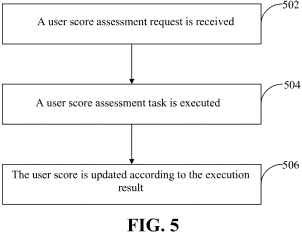 502
A user score assessment request is received
504
A user score assessment task is executed
506
The user score is updated according to the execution
result
FIG. 5